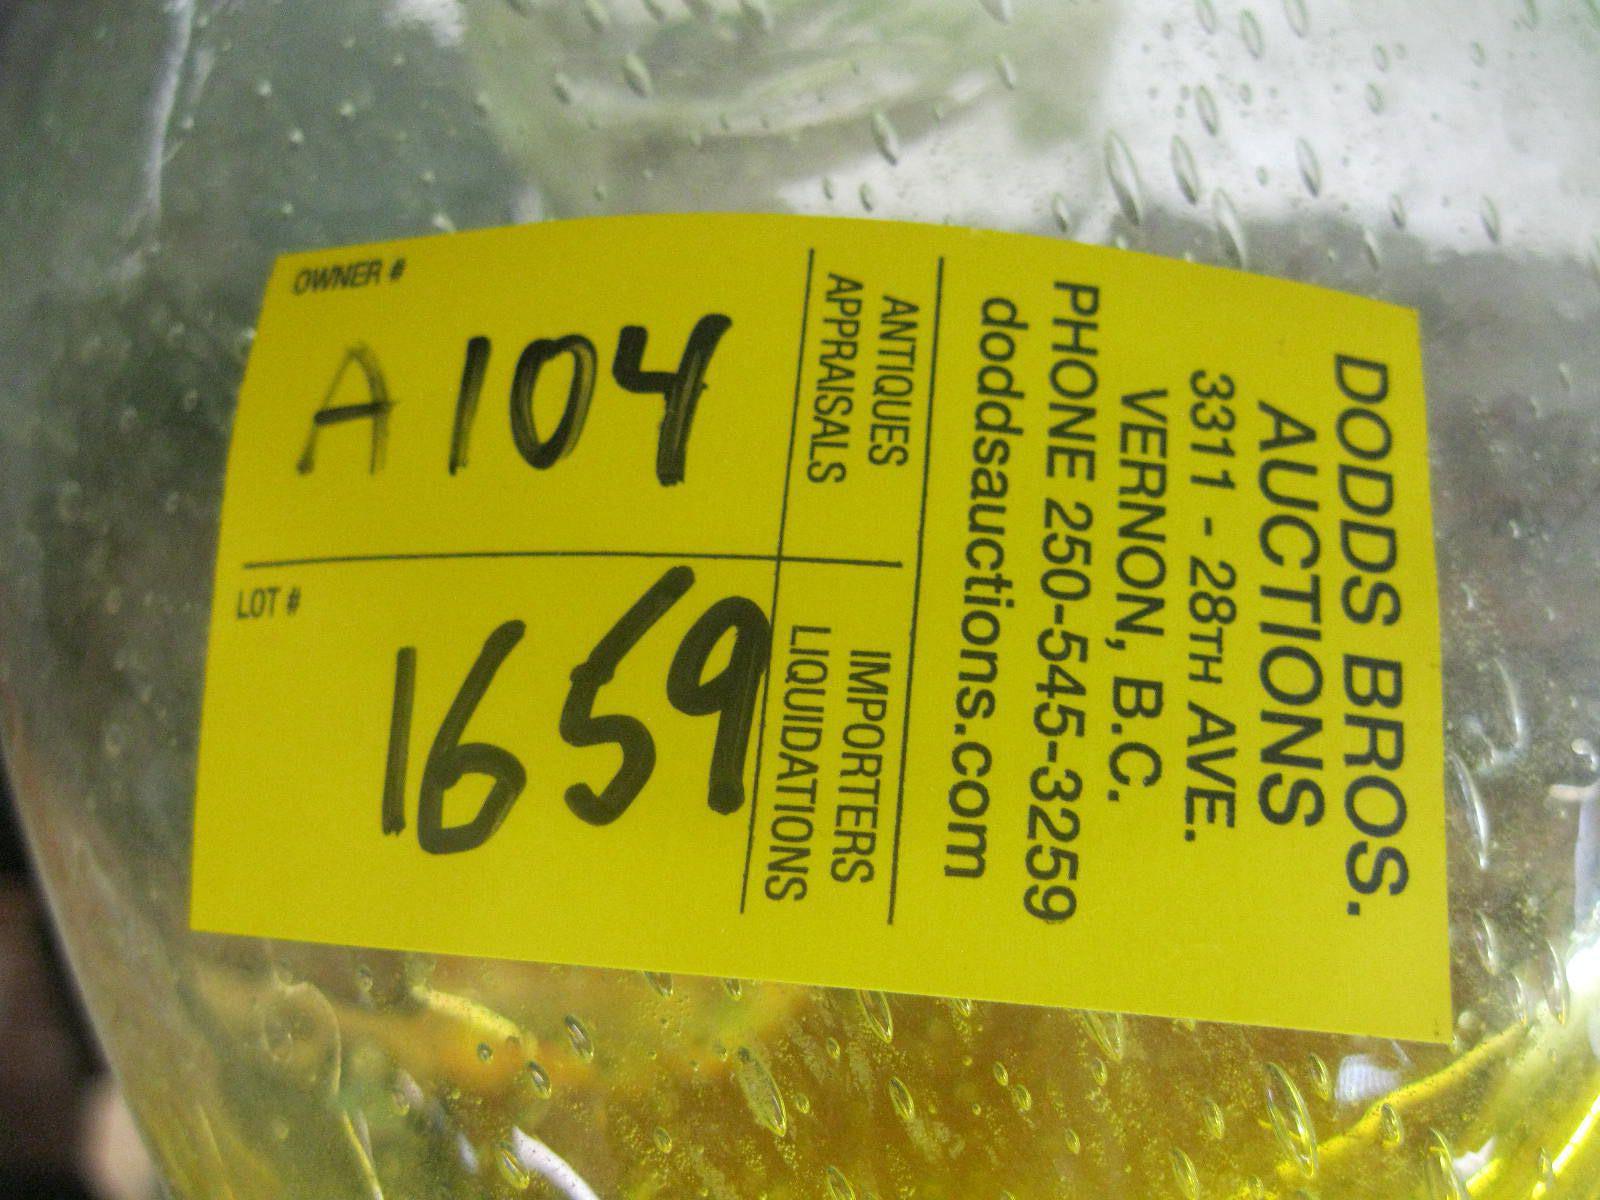 DODDS BROS.
AUCTIONS
3311 - 28TH AVE.
VERNON, B.C.
PHONE 250-545-3259
doddsauctions.com
ANTIQUES
APPRAISALS
IMPORTERS
LIQUIDATIONS
OWNER #
A 104
LOT #
1659